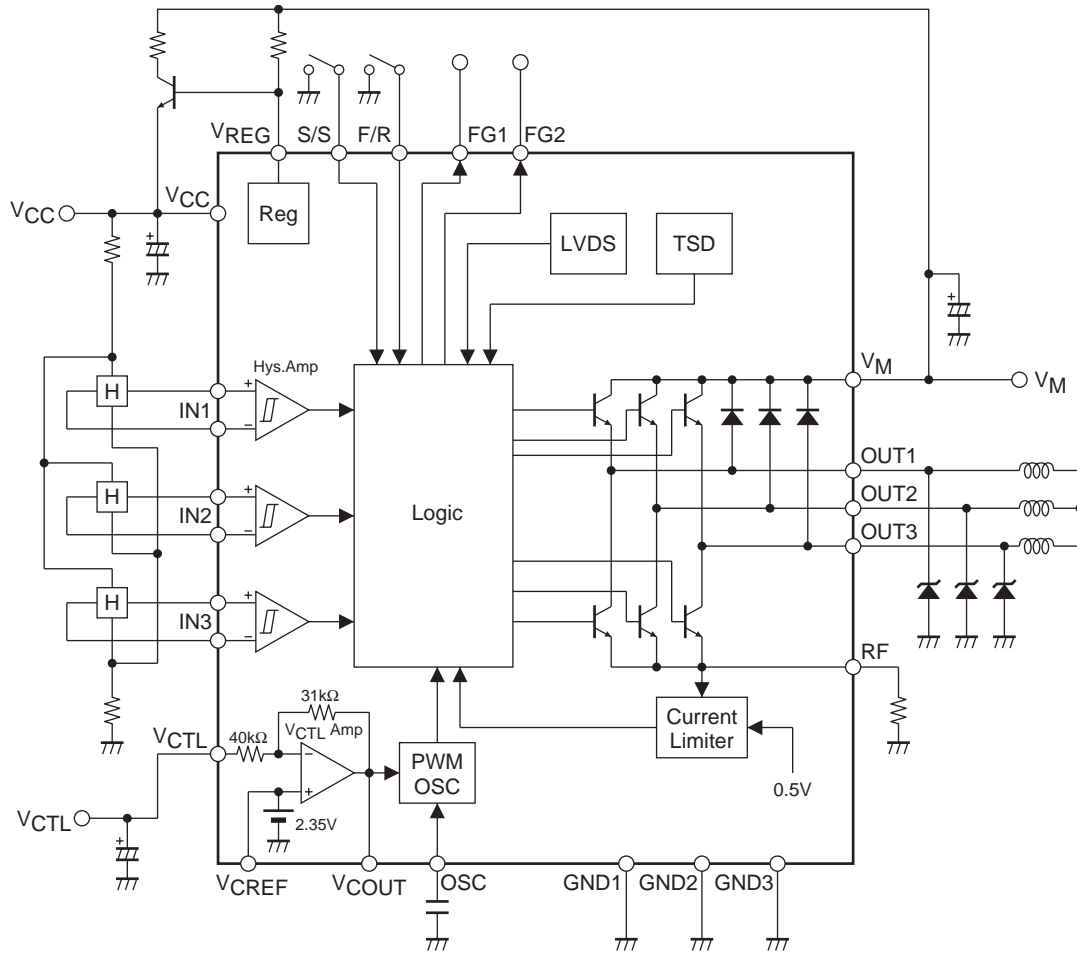 VREG S/S F/R FG1 FG2
VCC VCC
Reg
LVDS TSD
+
+
VM VM
Hys.Amp
H + −
IN1
OUT1
H + −
IN2
Logic
OUT2
OUT3
H + −
IN3
RF
31kΩ
VCTL 40kΩ VCTL Amp
− +
PWM
OSC
Current
Limiter
0.5V
2.35V
VCTL
+
VCREF VCOUT OSC GND1 GND2 GND3